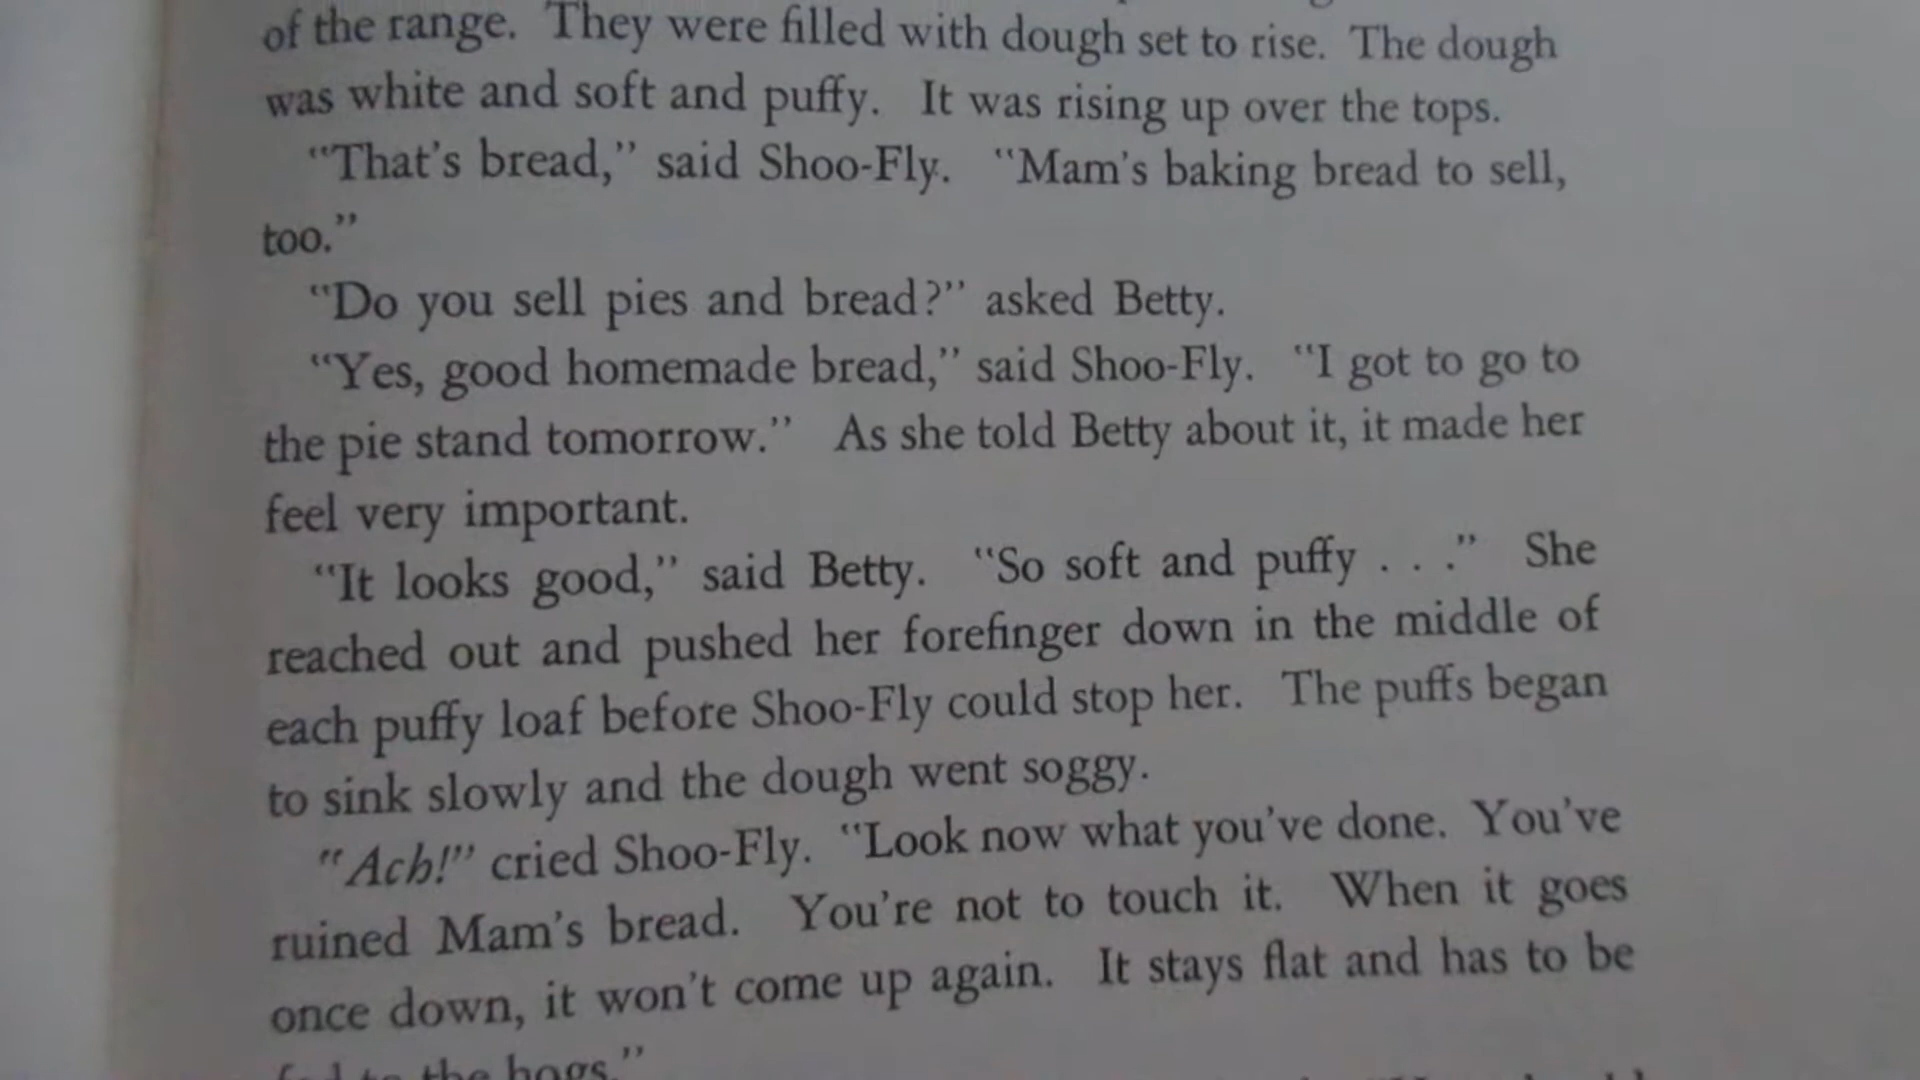 of the range. They were filled with dough set to rise. The dough
was white and soft and puffy. It was rising up over the tops.
"That's bread," said Shoo-Fly. "Mam's baking bread to sell,
too."
"Do you sell pies and bread?" asked Betty.
"Yes, good homemade bread," said Shoo-Fly. "I got to go to
the pie stand tomorrow." As she told Betty about it, it made her
feel very important.
"It looks good," said Betty. "So soft and puffy . . ." She
reached out and pushed her forefinger down in the middle of
each puffy loaf before Shoo-Fly could stop her. The puffs began
to sink slowly and the dough went soggy.
"Ach!" cried Shoo-Fly. "Look now what you've done. You've
ruined Mam's bread. You're not to touch it. When it goes
once down, it won't come up again. It stays flat and has to be
fed to the hogs."